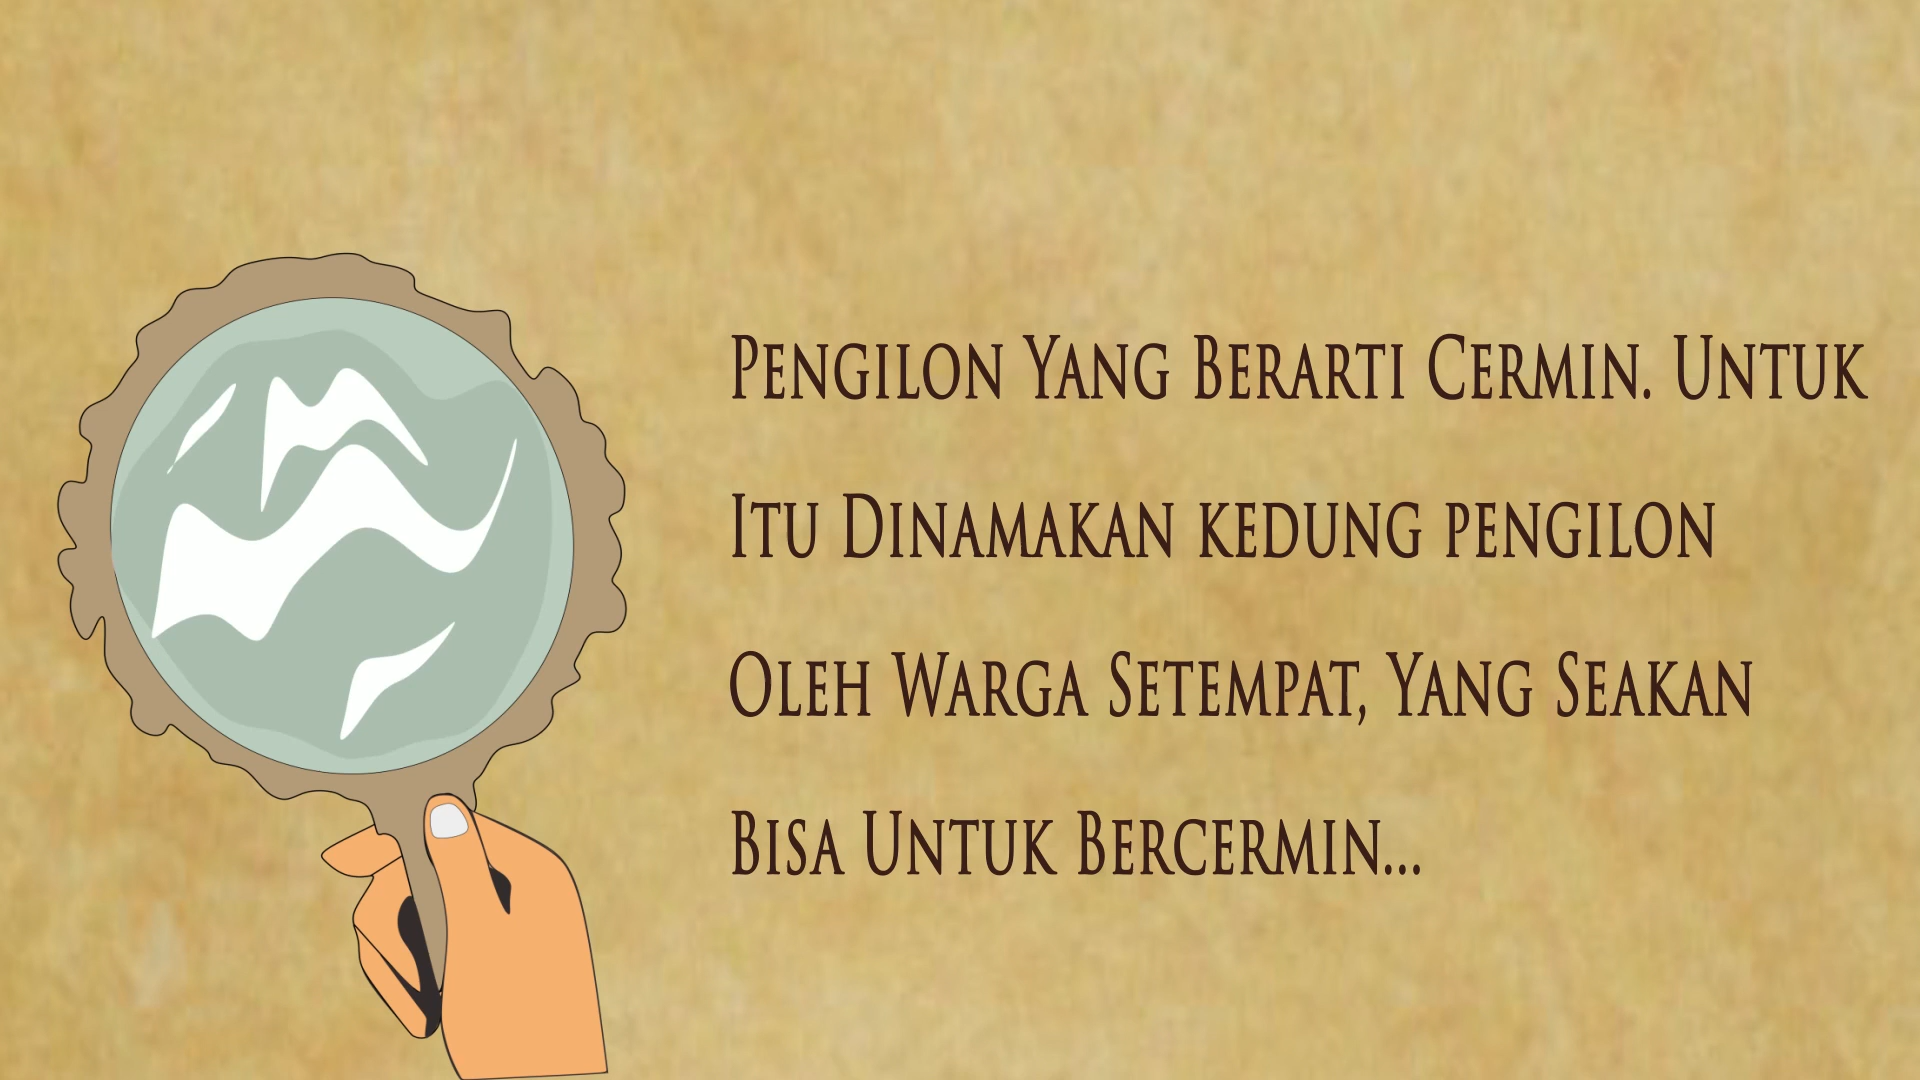 Pengilon Yang Berarti Cermin. Untuk
Itu Dinamakan kedung pengilon
Oleh Warga Setempat, Yang Seakan
Bisa Untuk Bercermin...